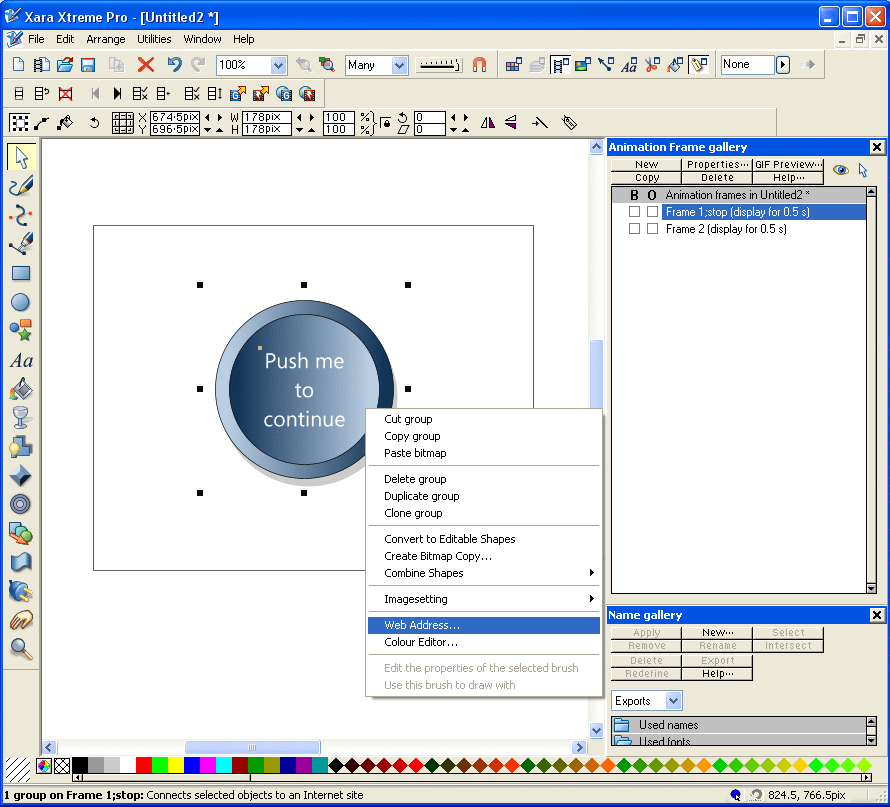 Xara Xtreme Pro - [Untitled2 *]
File Edit Arrange Utilities Window Help
100% Many None
X 674·5pix W 178pix 100 % 0
Y 696·5pix H 178pix 100 % 0
Animation Frame gallery
New Properties... GIF Preview...
Copy Delete Help...
B O Animation frames in Untitled2 *
Frame 1;stop (display for 0.5 s)
Frame 2 (display for 0.5 s)
Aa
Push me
to
continue
Cut group
Copy group
Paste bitmap
Delete group
Duplicate group
Clone group
Convert to Editable Shapes
Create Bitmap Copy...
Combine Shapes
Imagesetting
Web Address...
Colour Editor...
Edit the properties of the selected brush
Use this brush to draw with
Name gallery
Apply New... Select
Remove Rename Intersect
Delete Export
Redefine Help...
Exports
Used names
Used fonts
1 group on Frame 1;stop: Connects selected objects to an Internet site
824.5, 766.5pix